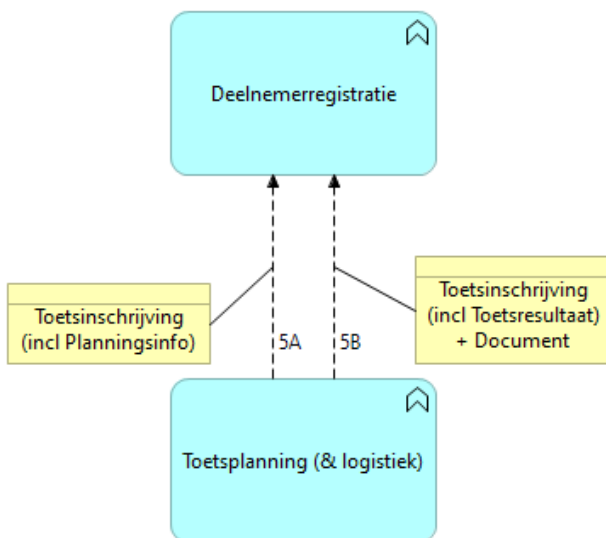 Deelnemerregistratie
Toetsinschrijving
(incl Planningsinfo)
Toetsinschrijving
(incl Toetsresultaat)
+ Document
5A
5B
Toetsplanning (& logistiek)